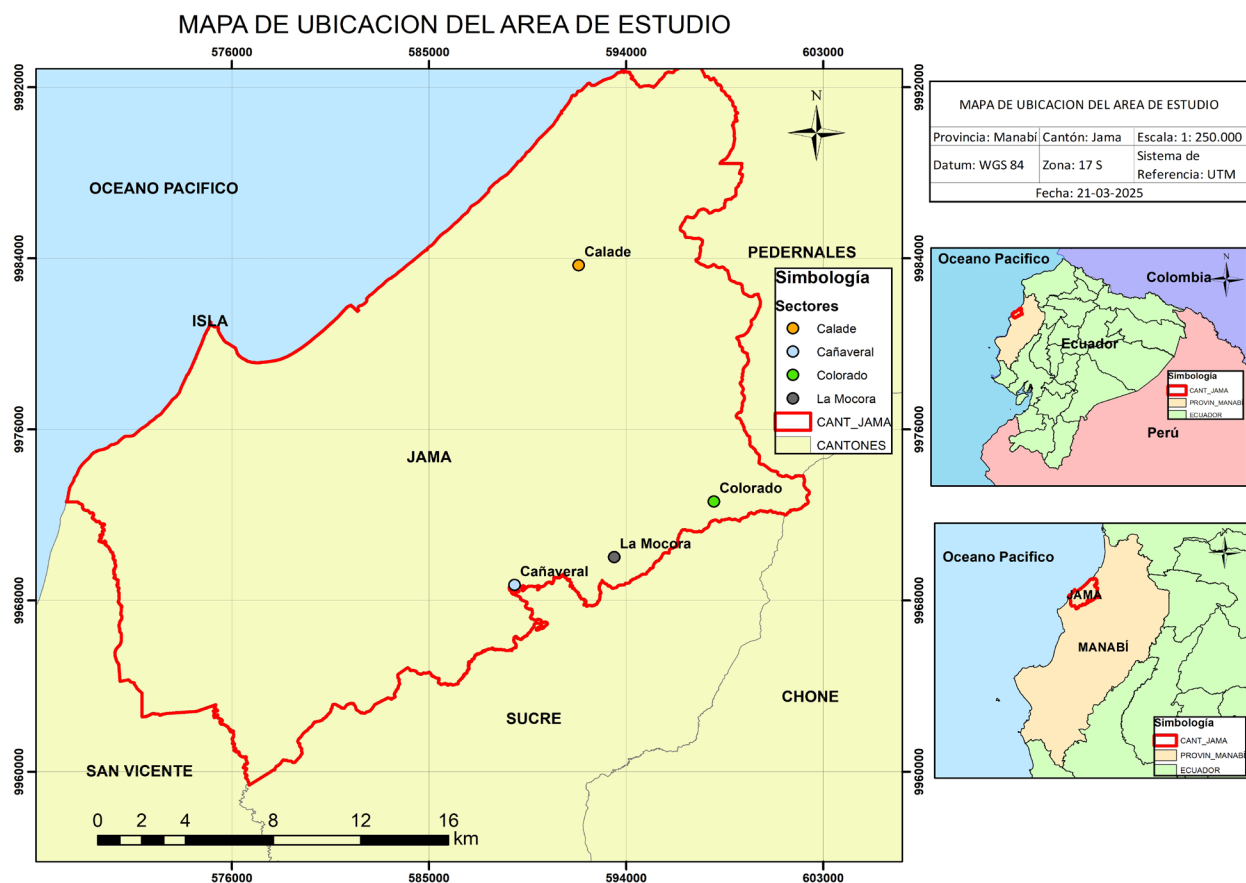 MAPA DE UBICACION DEL AREA DE ESTUDIO
576000
585000
594000
603000
9992000
9992000
N
OCEANO PACIFICO
Calade
PEDERNALES
9984000
9984000
Simbología
Sectores
Calade
Cañaveral
Colorado
La Mocora
CANT_JAMA
CANTONES
ISLA
9976000
9976000
JAMA
Colorado
La Mocora
Cañaveral
9968000
9968000
CHONE
SUCRE
SAN VICENTE
9960000
9960000
0 2 4 8 12 16
km
576000
585000
594000
603000
MAPA DE UBICACION DEL AREA DE ESTUDIO
Provincia: Manabí Cantón: Jama Escala: 1: 250.000
Datum: WGS 84 Zona: 17 S Sistema de
Referencia: UTM
Fecha: 21-03-2025
Oceano Pacifico
N
Colombia
Ecuador
Simbología
CANT_JAMA
PROVIN_MANABÍ
ECUADOR
Perú
Oceano Pacifico
N
JAMA
MANABÍ
Simbología
CANT_JAMA
PROVIN_MANABÍ
ECUADOR